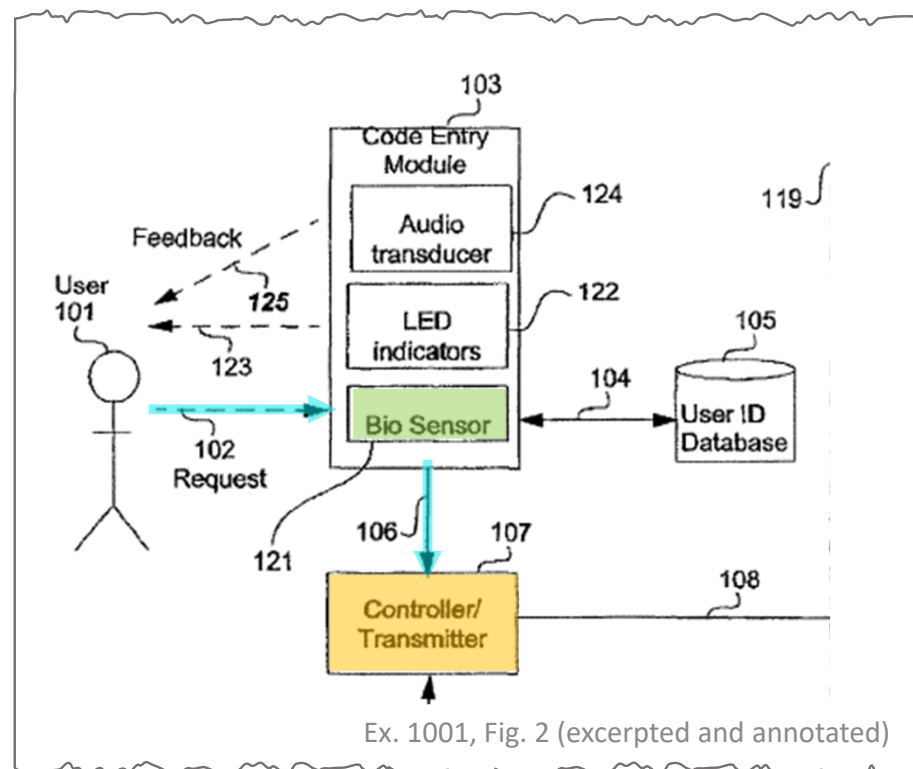 103
Code Entry
Module
124
119
Audio
transducer
Feedback
User
101
125
122
LED
indicators
123
105
104
User ID
Database
Bio Sensor
102
Request
106
107
121
108
Controller/
Transmitter
Ex. 1001, Fig. 2 (excerpted and annotated)